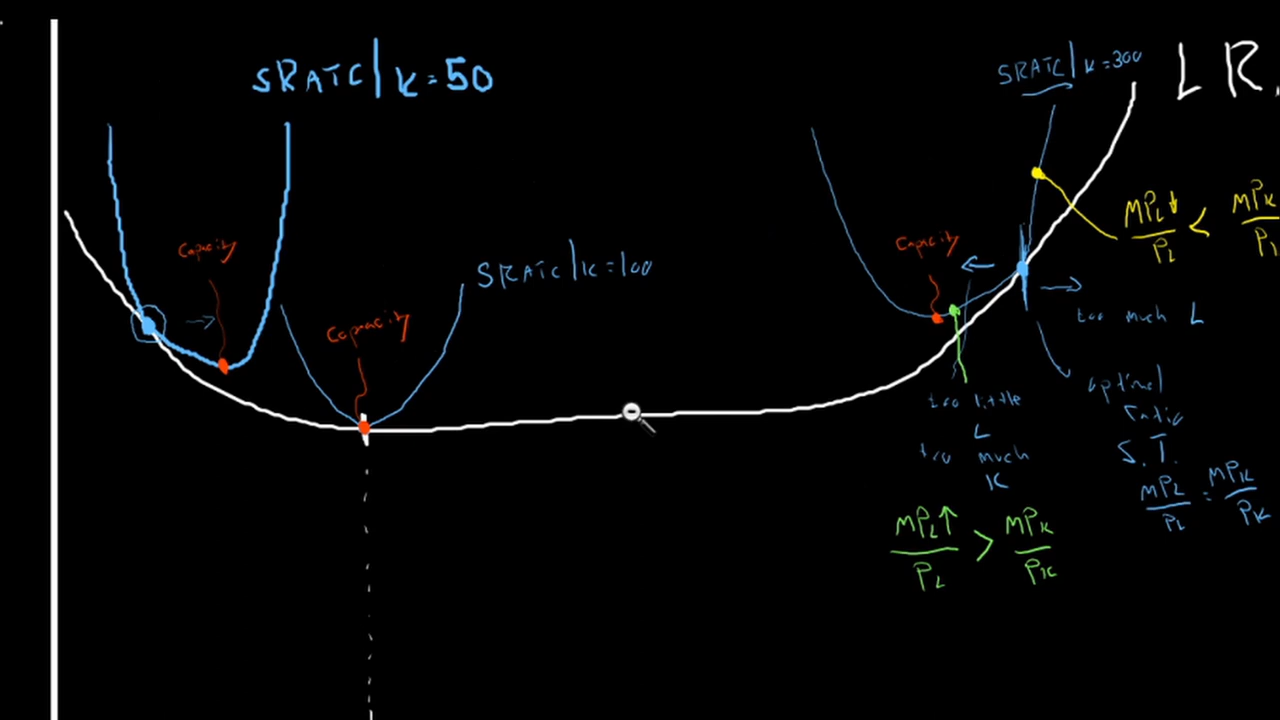 SRATC | K=50
SRATC | K=300
LR
Capacity
MPL↓/PL < MPK
Capacity
SRATC | K=100
Capacity
too much L
optimal
ratio
S.T.
MPL/PL = MPK/PK
too little
L
too much
K
MPL↑/PL > MPK/PK